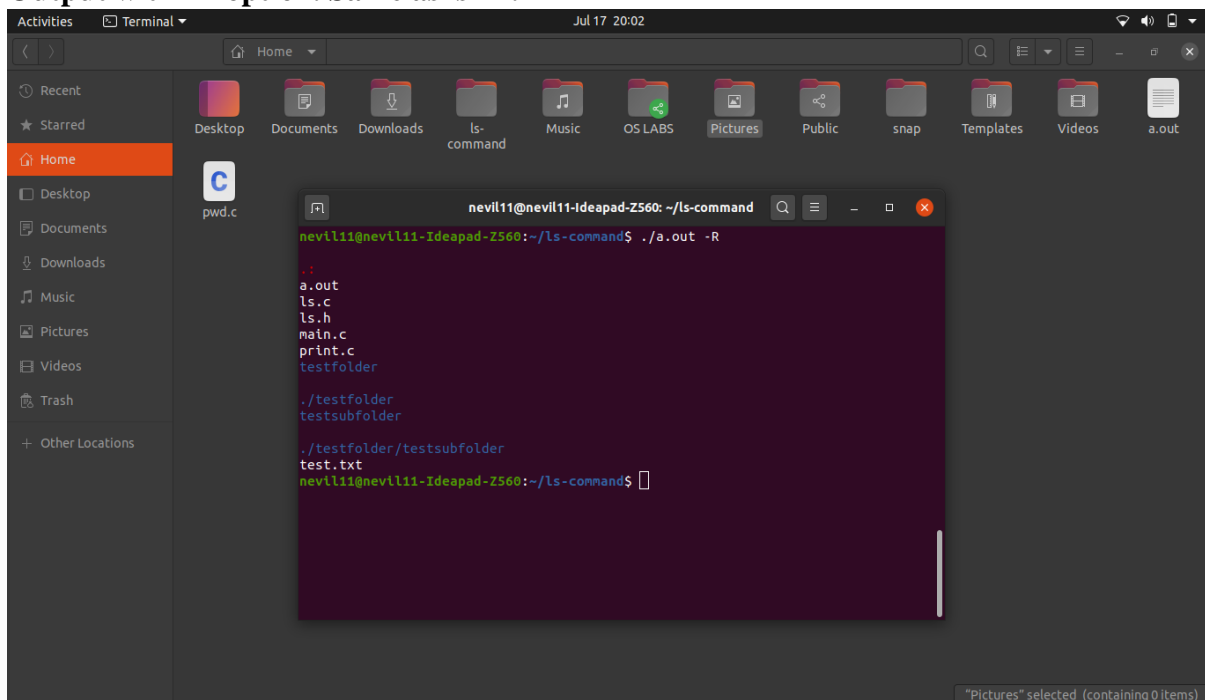 Activities Terminal Jul 17 20:02
Home
Recent
Starred
Home
Desktop
Documents
Downloads
Music
Pictures
Videos
Trash
+ Other Locations
Desktop Documents Downloads ls-command Music OS LABS Pictures Public snap Templates Videos a.out
pwd.c
nevil11@nevil11-Ideapad-Z560: ~/ls-command
nevil11@nevil11-Ideapad-Z560:~/ls-command$ ./a.out -R
.:
a.out
ls.c
ls.h
main.c
print.c
testfolder
./testfolder
testsubfolder
./testfolder/testsubfolder
test.txt
nevil11@nevil11-Ideapad-Z560:~/ls-command$
"Pictures" selected (containing 0 items)